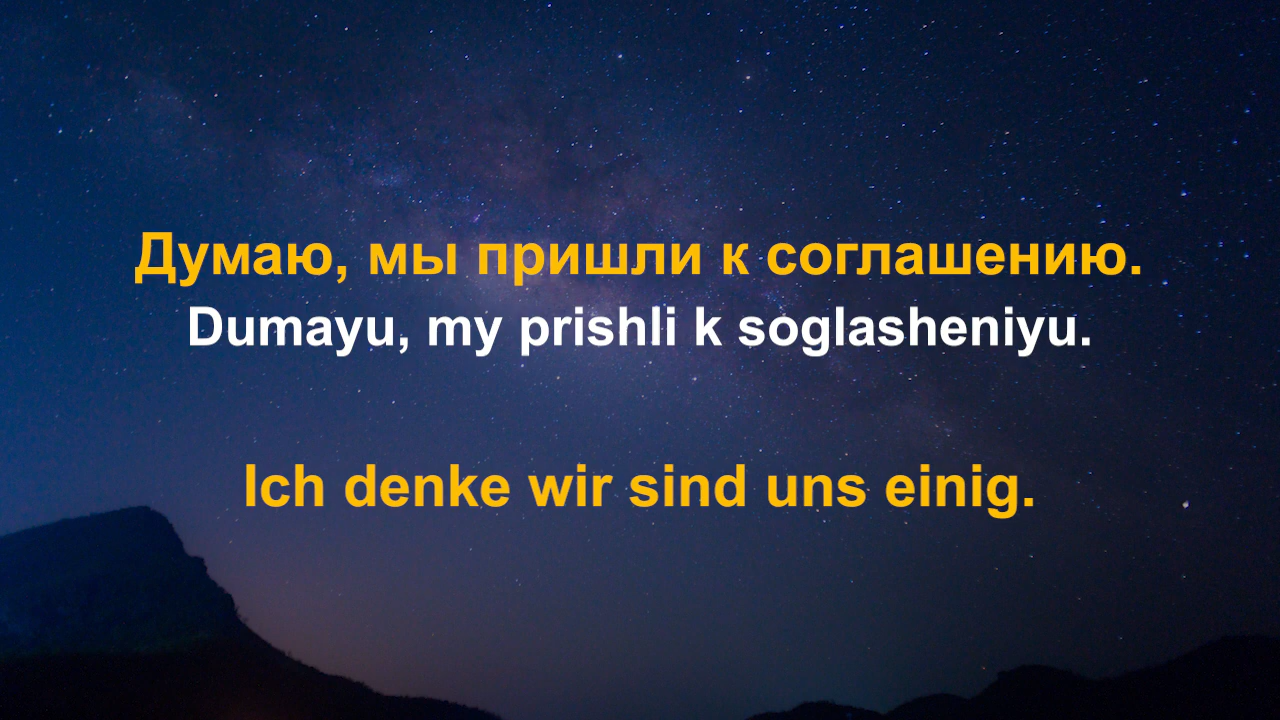 Думаю, мы пришли к соглашению.
Dumayu, my prishli k soglasheniyu.
Ich denke wir sind uns einig.